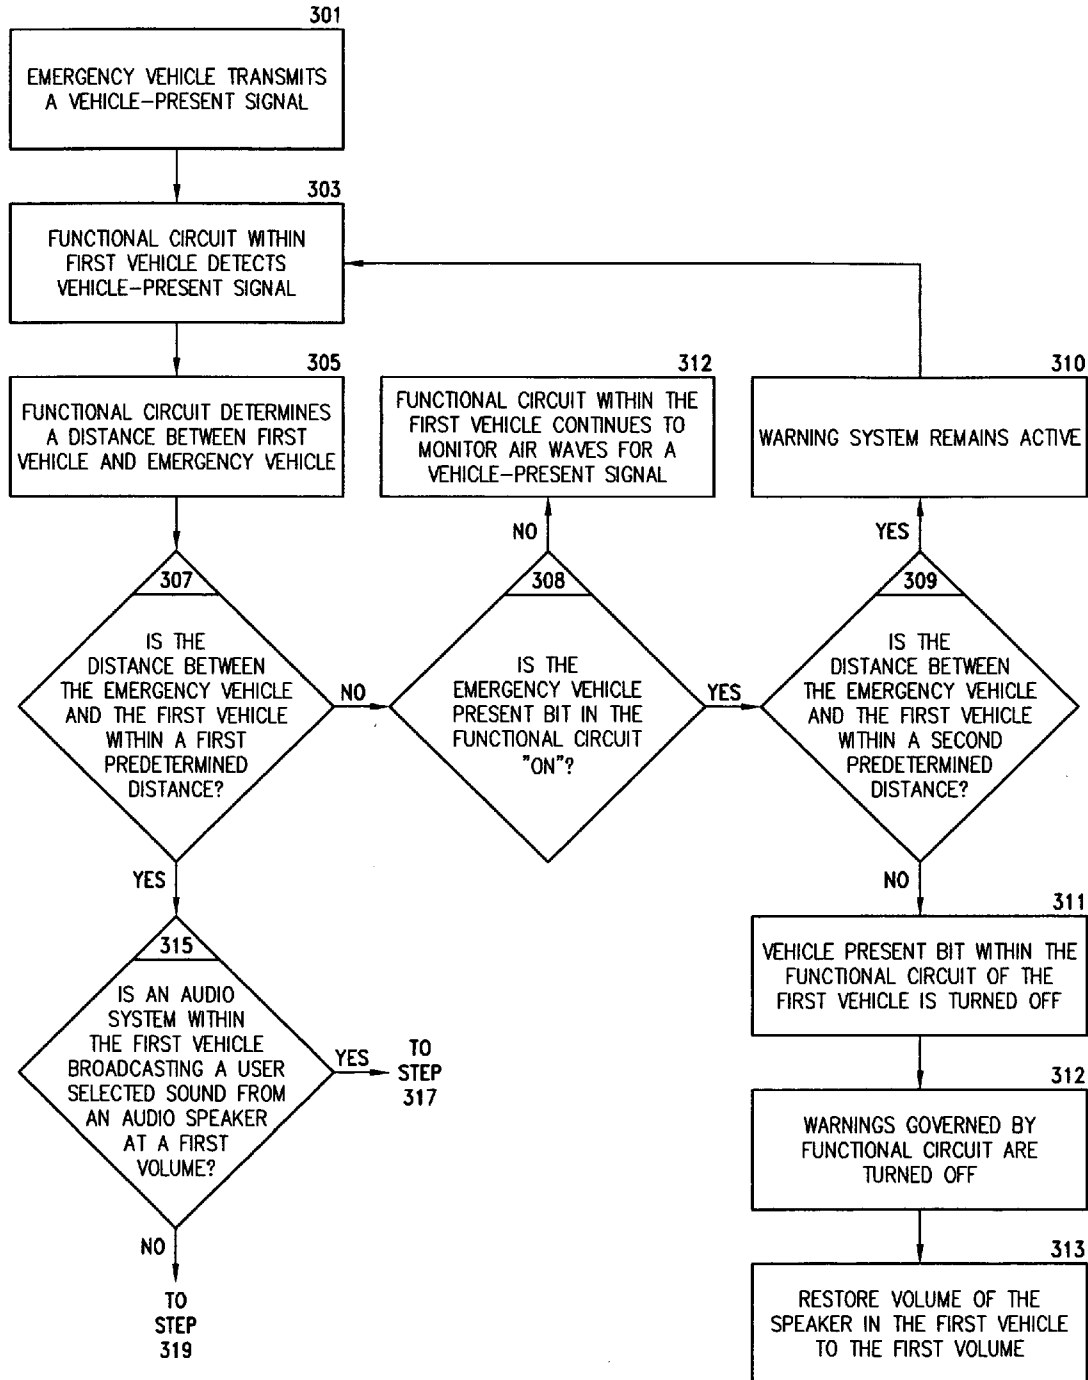 301
EMERGENCY VEHICLE TRANSMITS
A VEHICLE-PRESENT SIGNAL
303
FUNCTIONAL CIRCUIT WITHIN
FIRST VEHICLE DETECTS
VEHICLE-PRESENT SIGNAL
305
FUNCTIONAL CIRCUIT DETERMINES
A DISTANCE BETWEEN FIRST
VEHICLE AND EMERGENCY VEHICLE
312
FUNCTIONAL CIRCUIT WITHIN THE
FIRST VEHICLE CONTINUES TO
MONITOR AIR WAVES FOR A
VEHICLE-PRESENT SIGNAL
310
WARNING SYSTEM REMAINS ACTIVE
307
IS THE
DISTANCE BETWEEN
THE EMERGENCY VEHICLE
AND THE FIRST VEHICLE
WITHIN A FIRST
PREDETERMINED
DISTANCE?
NO
YES
NO
308
IS THE
EMERGENCY VEHICLE
PRESENT BIT IN THE
FUNCTIONAL CIRCUIT
"ON"?
YES
YES
309
IS THE
DISTANCE BETWEEN
THE EMERGENCY VEHICLE
AND THE FIRST VEHICLE
WITHIN A SECOND
PREDETERMINED
DISTANCE?
NO
315
IS AN AUDIO
SYSTEM WITHIN
THE FIRST VEHICLE
BROADCASTING A USER
SELECTED SOUND FROM
AN AUDIO SPEAKER
AT A FIRST
VOLUME?
YES
TO
STEP
317
NO
TO
STEP
319
311
VEHICLE PRESENT BIT WITHIN THE
FUNCTIONAL CIRCUIT OF THE
FIRST VEHICLE IS TURNED OFF
312
WARNINGS GOVERNED BY
FUNCTIONAL CIRCUIT ARE
TURNED OFF
313
RESTORE VOLUME OF THE
SPEAKER IN THE FIRST VEHICLE
TO THE FIRST VOLUME